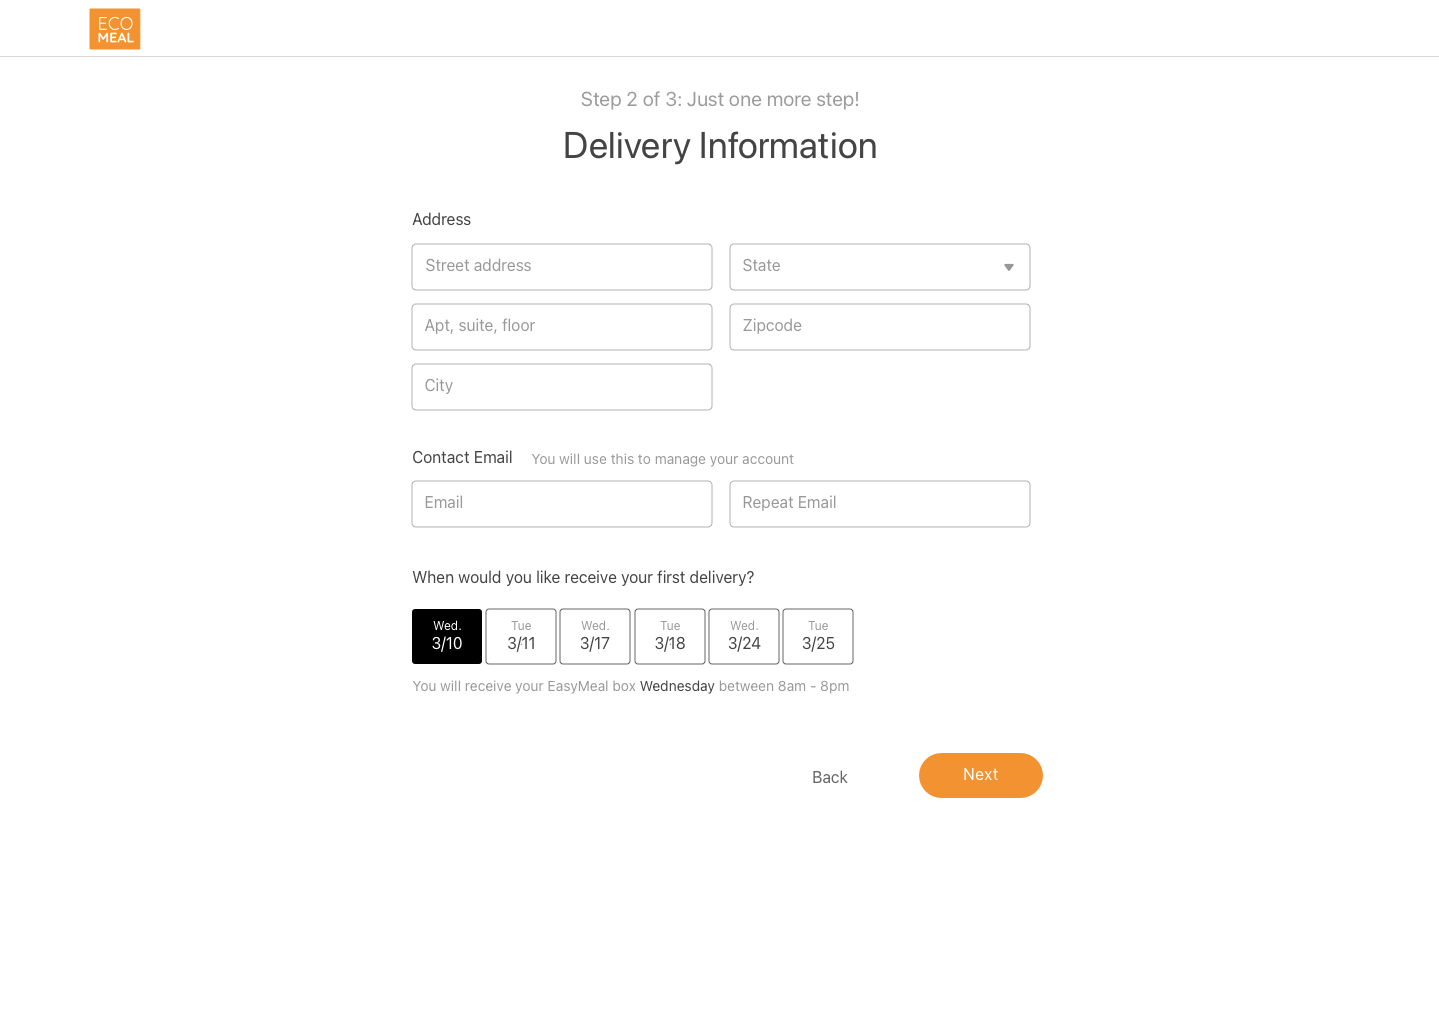 ECO
MEAL
Step 2 of 3: Just one more step!
Delivery Information
Address
Street address
State
Apt, suite, floor
Zipcode
City
Contact Email You will use this to manage your account
Email
Repeat Email
When would you like receive your first delivery?
Wed.
3/10
Tue
3/11
Wed.
3/17
Tue
3/18
Wed.
3/24
Tue
3/25
You will receive your EasyMeal box Wednesday between 8am - 8pm
Back
Next